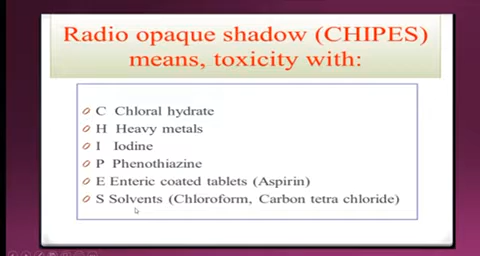 Radio opaque shadow (CHIPES)
means, toxicity with:
C Chloral hydrate
H Heavy metals
I Iodine
P Phenothiazine
E Enteric coated tablets (Aspirin)
S Solvents (Chloroform, Carbon tetra chloride)